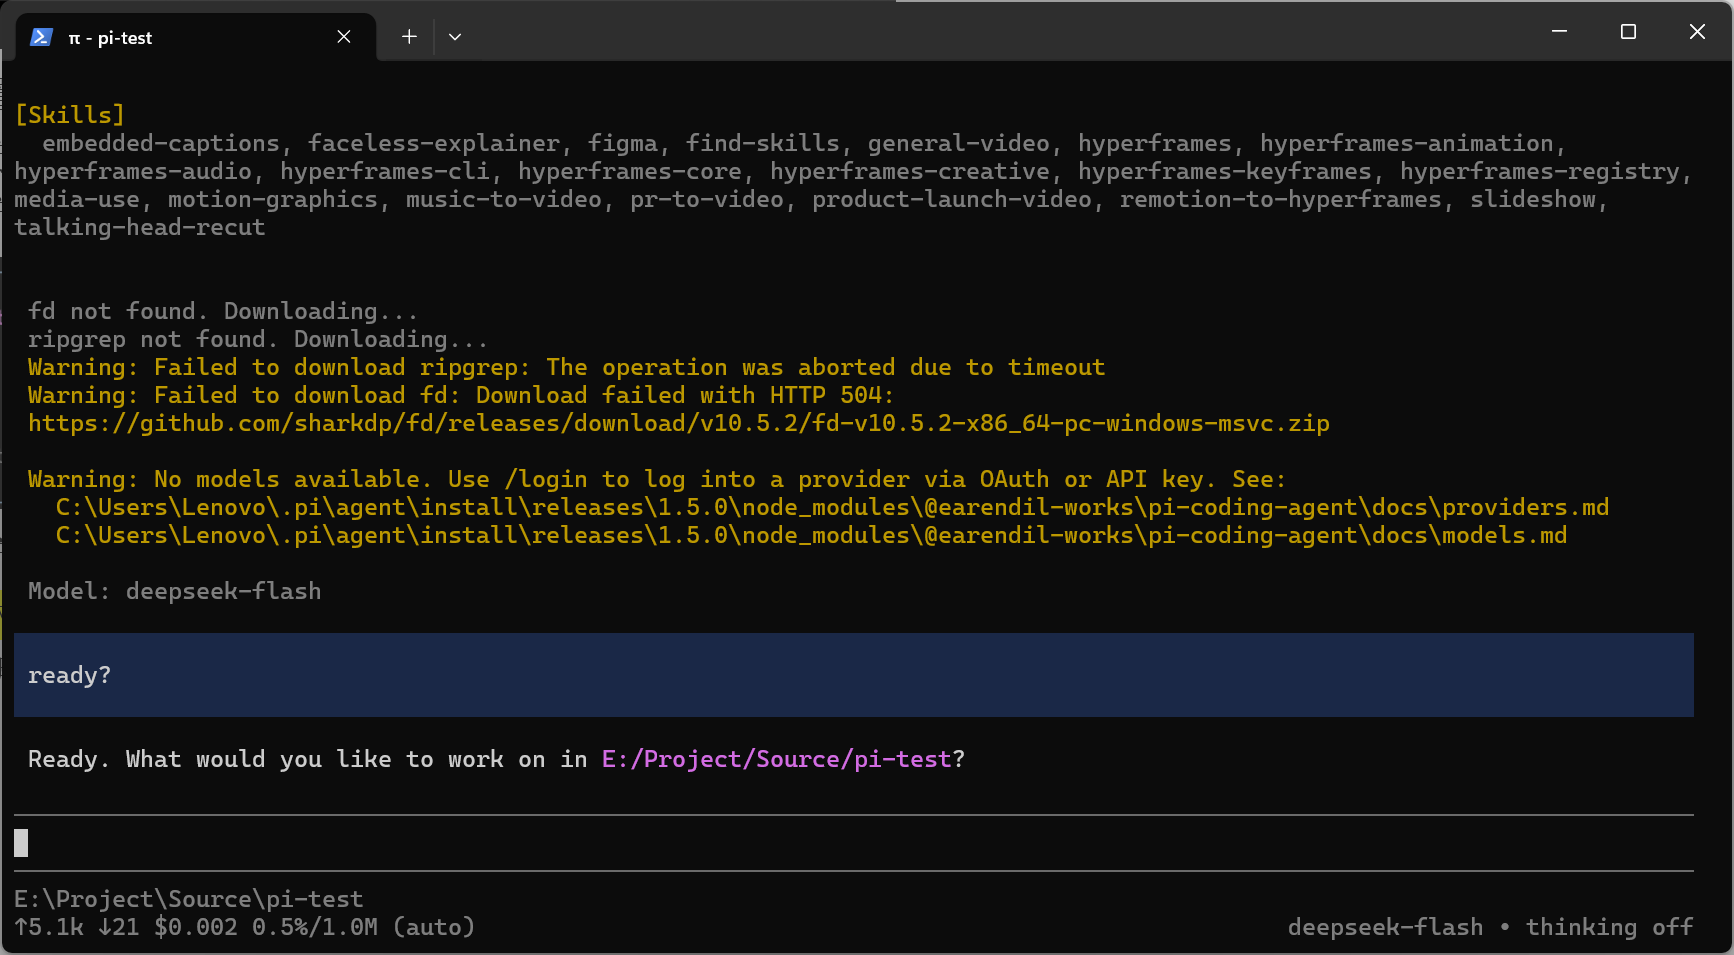 π - pi-test
[Skills]
embedded-captions, faceless-explainer, figma, find-skills, general-video, hyperframes, hyperframes-animation,
hyperframes-audio, hyperframes-cli, hyperframes-core, hyperframes-creative, hyperframes-keyframes, hyperframes-registry,
media-use, motion-graphics, music-to-video, pr-to-video, product-launch-video, remotion-to-hyperframes, slideshow,
talking-head-recut
fd not found. Downloading...
ripgrep not found. Downloading...
Warning: Failed to download ripgrep: The operation was aborted due to timeout
Warning: Failed to download fd: Download failed with HTTP 504:
https://github.com/sharkdp/fd/releases/download/v10.5.2/fd-v10.5.2-x86_64-pc-windows-msvc.zip
Warning: No models available. Use /login to log into a provider via OAuth or API key. See:
C:\Users\Lenovo\.pi\agent\install\releases\1.5.0\node_modules\@earendil-works\pi-coding-agent\docs\providers.md
C:\Users\Lenovo\.pi\agent\install\releases\1.5.0\node_modules\@earendil-works\pi-coding-agent\docs\models.md
Model: deepseek-flash
ready?
Ready. What would you like to work on in E:/Project/Source/pi-test?
E:\Project\Source\pi-test
↑5.1k ↓21 $0.002 0.5%/1.0M (auto) deepseek-flash • thinking off